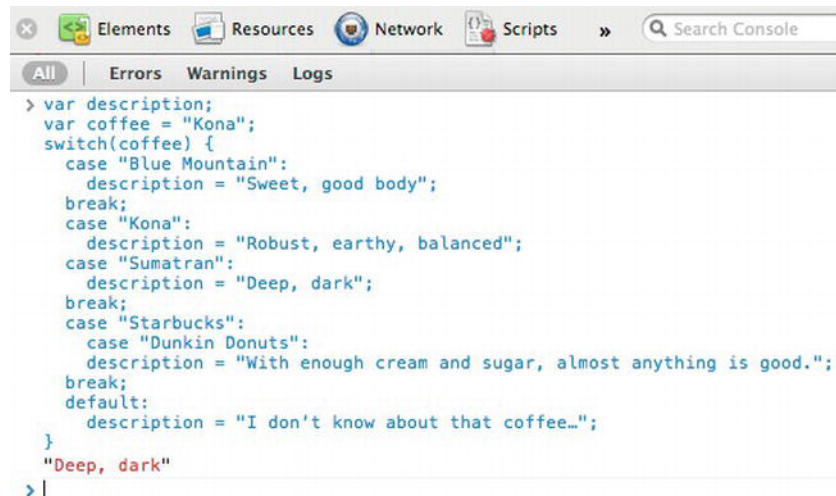 Elements Resources Network Scripts » Search Console
All Errors Warnings Logs
> var description;
var coffee = "Kona";
switch(coffee) {
case "Blue Mountain":
description = "Sweet, good body";
break;
case "Kona":
description = "Robust, earthy, balanced";
case "Sumatran":
description = "Deep, dark";
break;
case "Starbucks":
case "Dunkin Donuts":
description = "With enough cream and sugar, almost anything is good.";
break;
default:
description = "I don't know about that coffee…";
}
"Deep, dark"
>